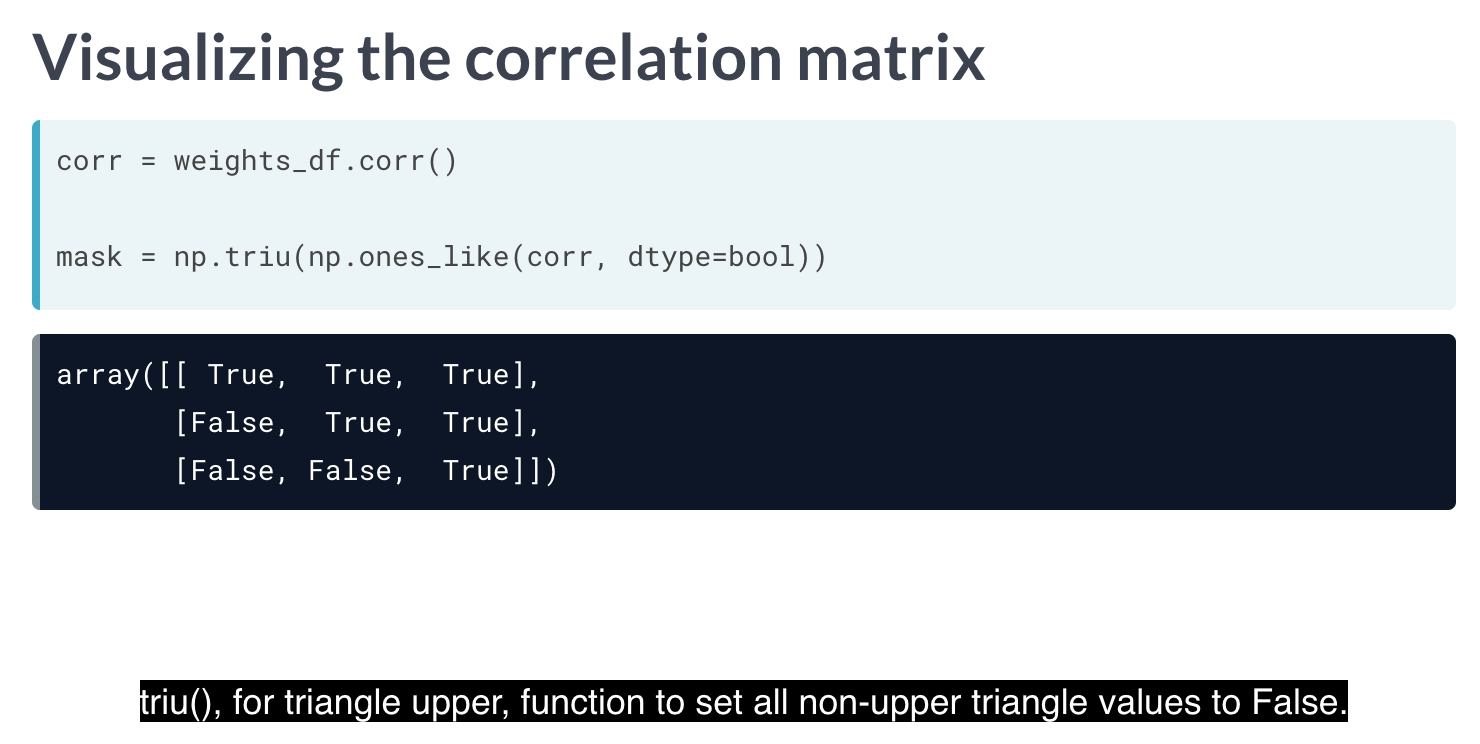 Visualizing the correlation matrix
corr = weights_df.corr()
mask = np.triu(np.ones_like(corr, dtype=bool))
array([[ True,  True,  True],
       [False,  True,  True],
       [False, False,  True]])
triu(), for triangle upper, function to set all non-upper triangle values to False.